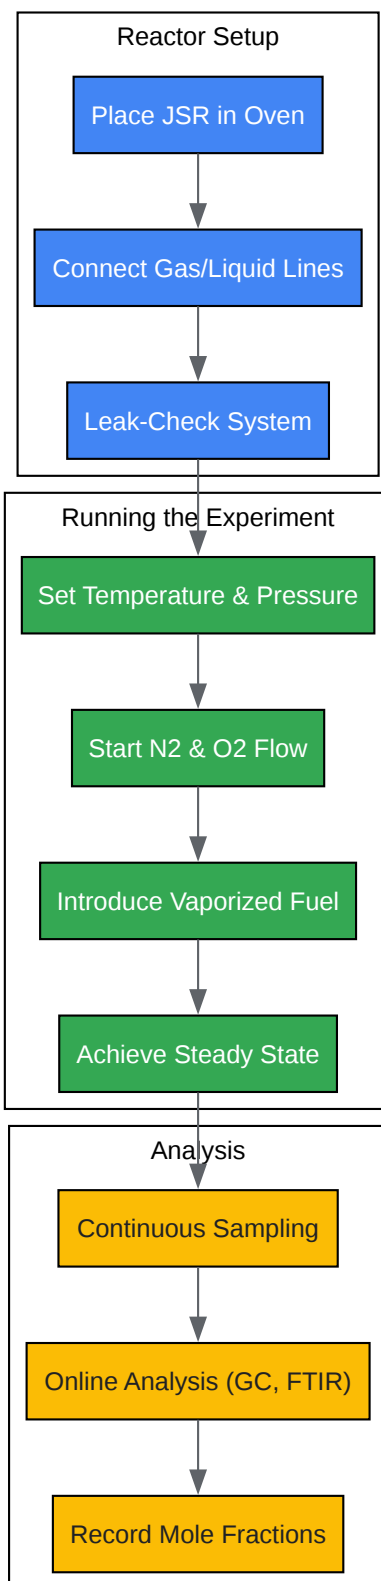 Reactor Setup
Place JSR in Oven
Connect Gas/Liquid Lines
Leak-Check System
Running the Experiment
Set Temperature & Pressure
Start N2 & O2 Flow
Introduce Vaporized Fuel
Achieve Steady State
Analysis
Continuous Sampling
Online Analysis (GC, FTIR)
Record Mole Fractions